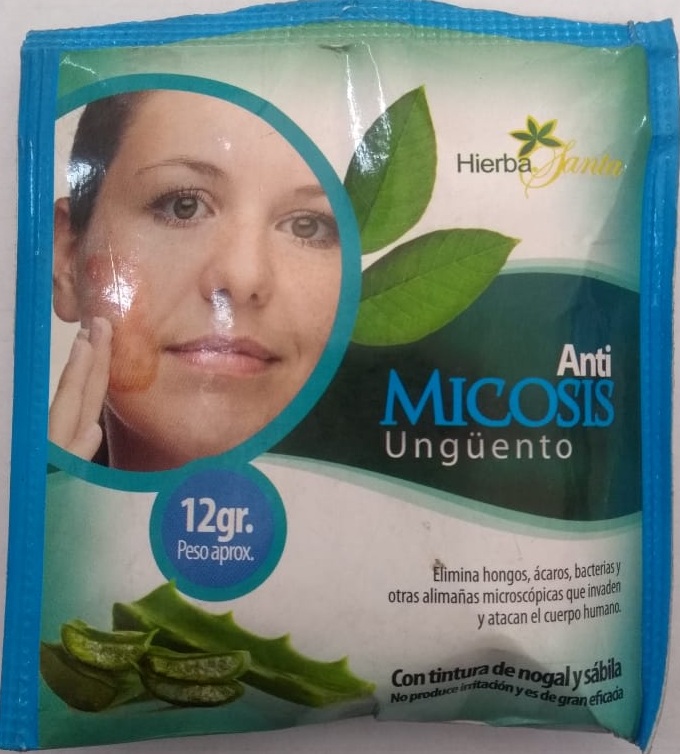 Hierba Santa
Anti
MICOSIS
Ungüento
12gr.
Peso aprox.
Elimina hongos, ácaros, bacterias y
otras alimañas microscópicas que invaden
y atacan el cuerpo humano.
Con tintura de nogal y sábila
No produce irritación y es de gran eficacia